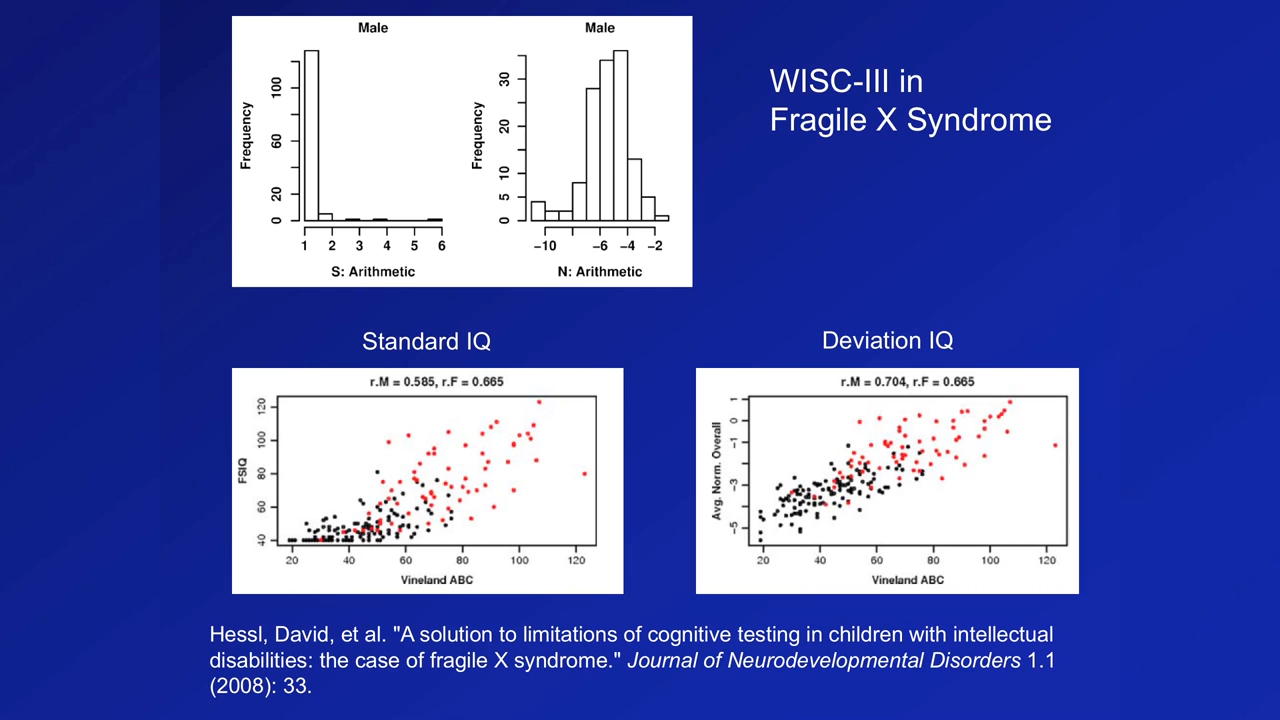 Male
Male
Frequency
100
60
20
0
1 2 3 4 5 6
S: Arithmetic
Frequency
30
20
10
5
0
−10 −6 −4 −2
N: Arithmetic
WISC-III in
Fragile X Syndrome
Standard IQ
Deviation IQ
r.M = 0.585, r.F = 0.665
FSIQ
120
100
80
60
40
20 40 60 80 100 120
Vineland ABC
r.M = 0.704, r.F = 0.665
Avg. Norm. Overall
1
0
−1
−3
−5
20 40 60 80 100 120
Vineland ABC
Hessl, David, et al. "A solution to limitations of cognitive testing in children with intellectual
disabilities: the case of fragile X syndrome." Journal of Neurodevelopmental Disorders 1.1
(2008): 33.